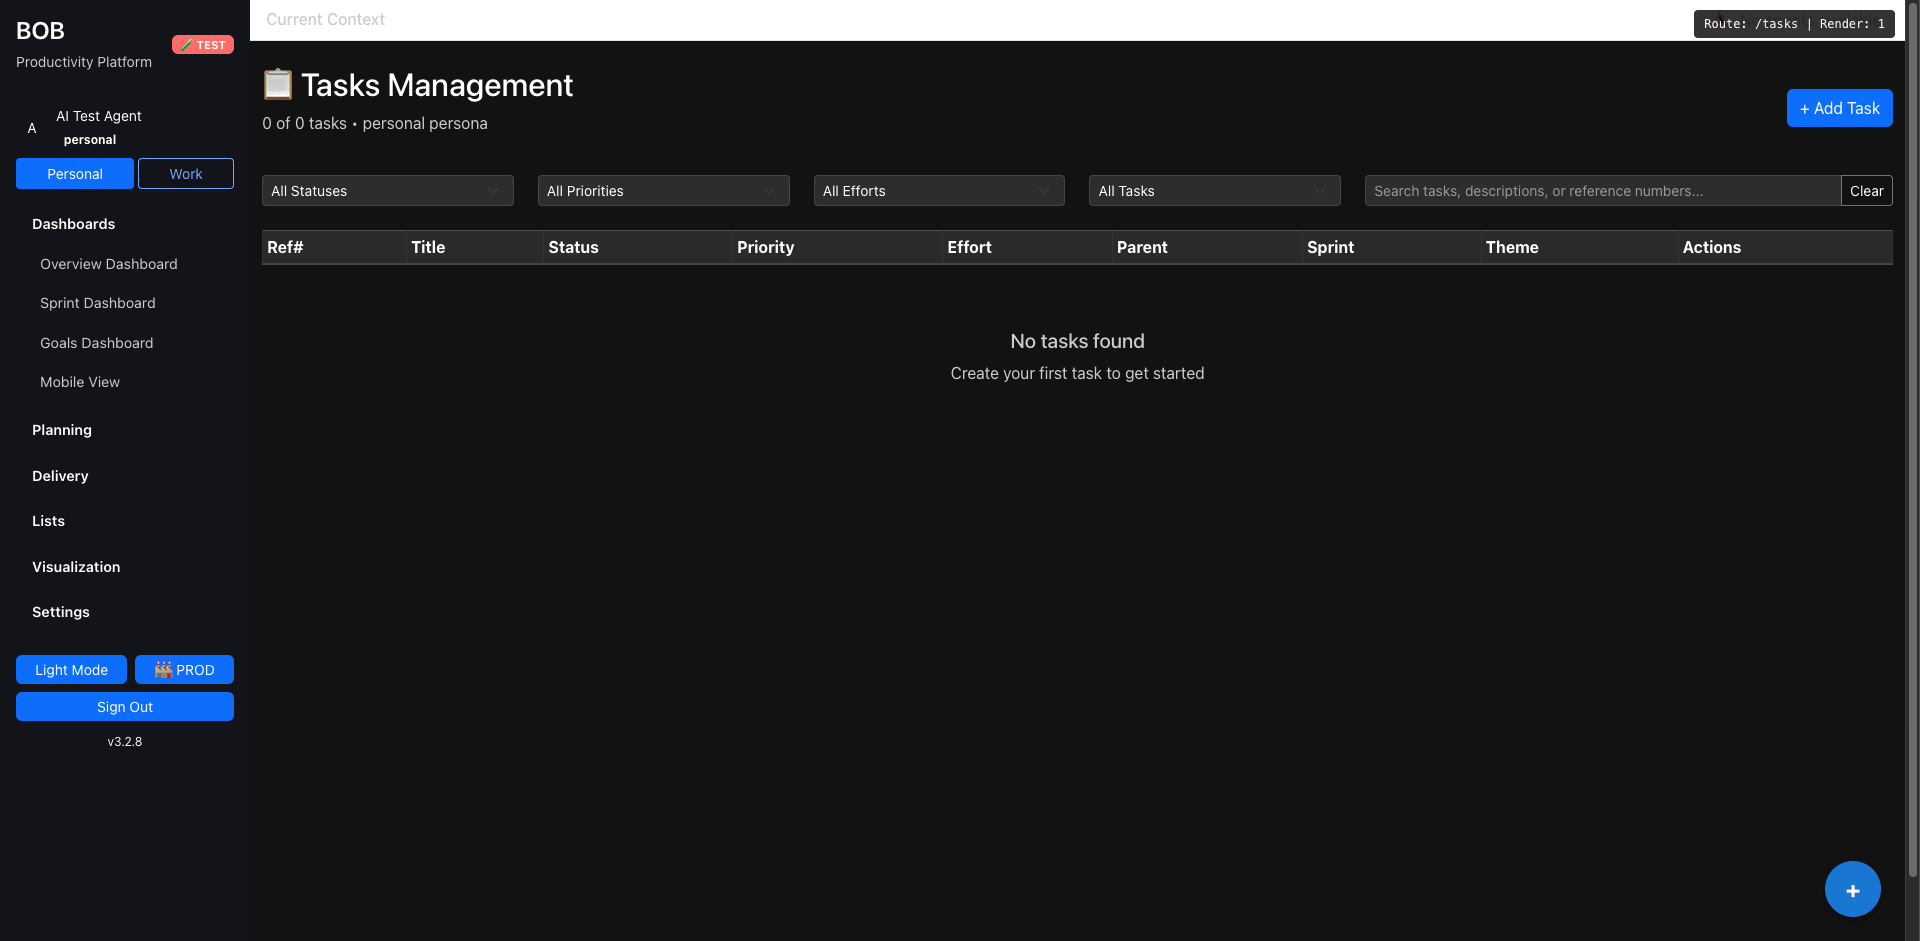 BOB
Productivity Platform
TEST
A
AI Test Agent
personal
Personal
Work
Dashboards
Overview Dashboard
Sprint Dashboard
Goals Dashboard
Mobile View
Planning
Delivery
Lists
Visualization
Settings
Light Mode
PROD
Sign Out
v3.2.8
Current Context
Route: /tasks | Render: 1
Tasks Management
0 of 0 tasks • personal persona
+ Add Task
All Statuses
All Priorities
All Efforts
All Tasks
Search tasks, descriptions, or reference numbers...
Clear
Ref# Title Status Priority Effort Parent Sprint Theme Actions
No tasks found
Create your first task to get started
+